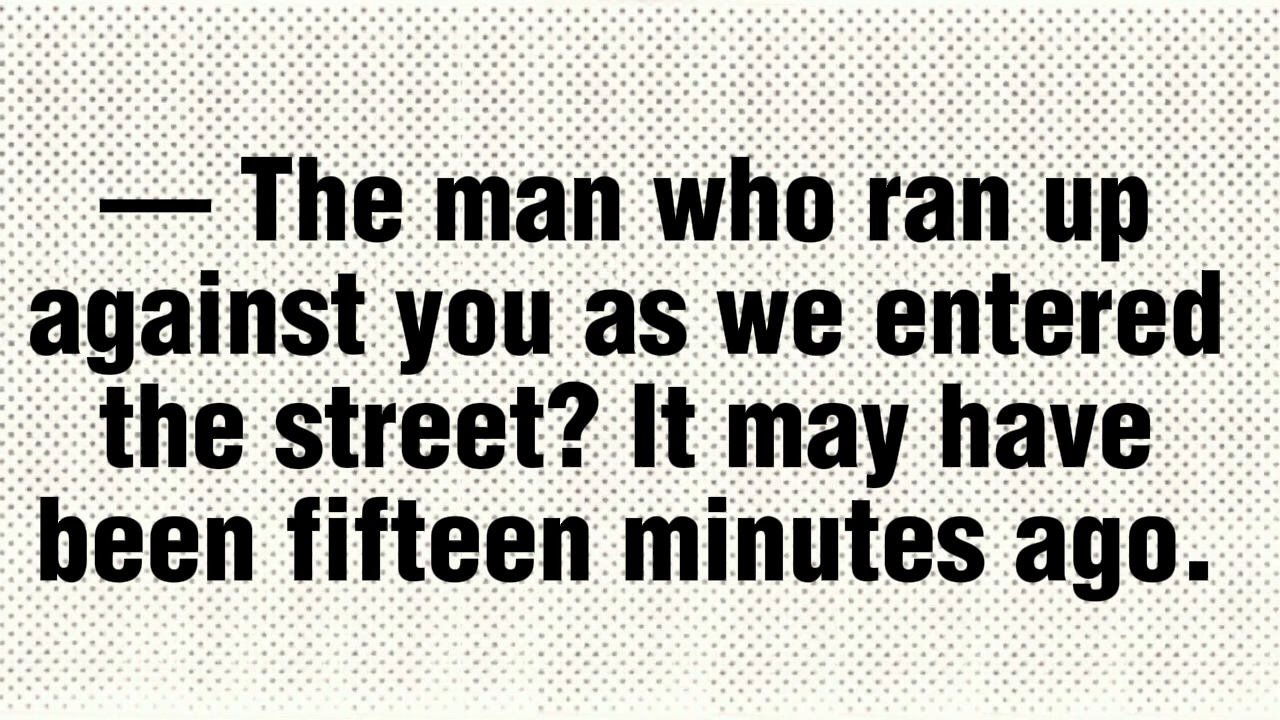 — The man who ran up
against you as we entered
the street? It may have
been fifteen minutes ago.